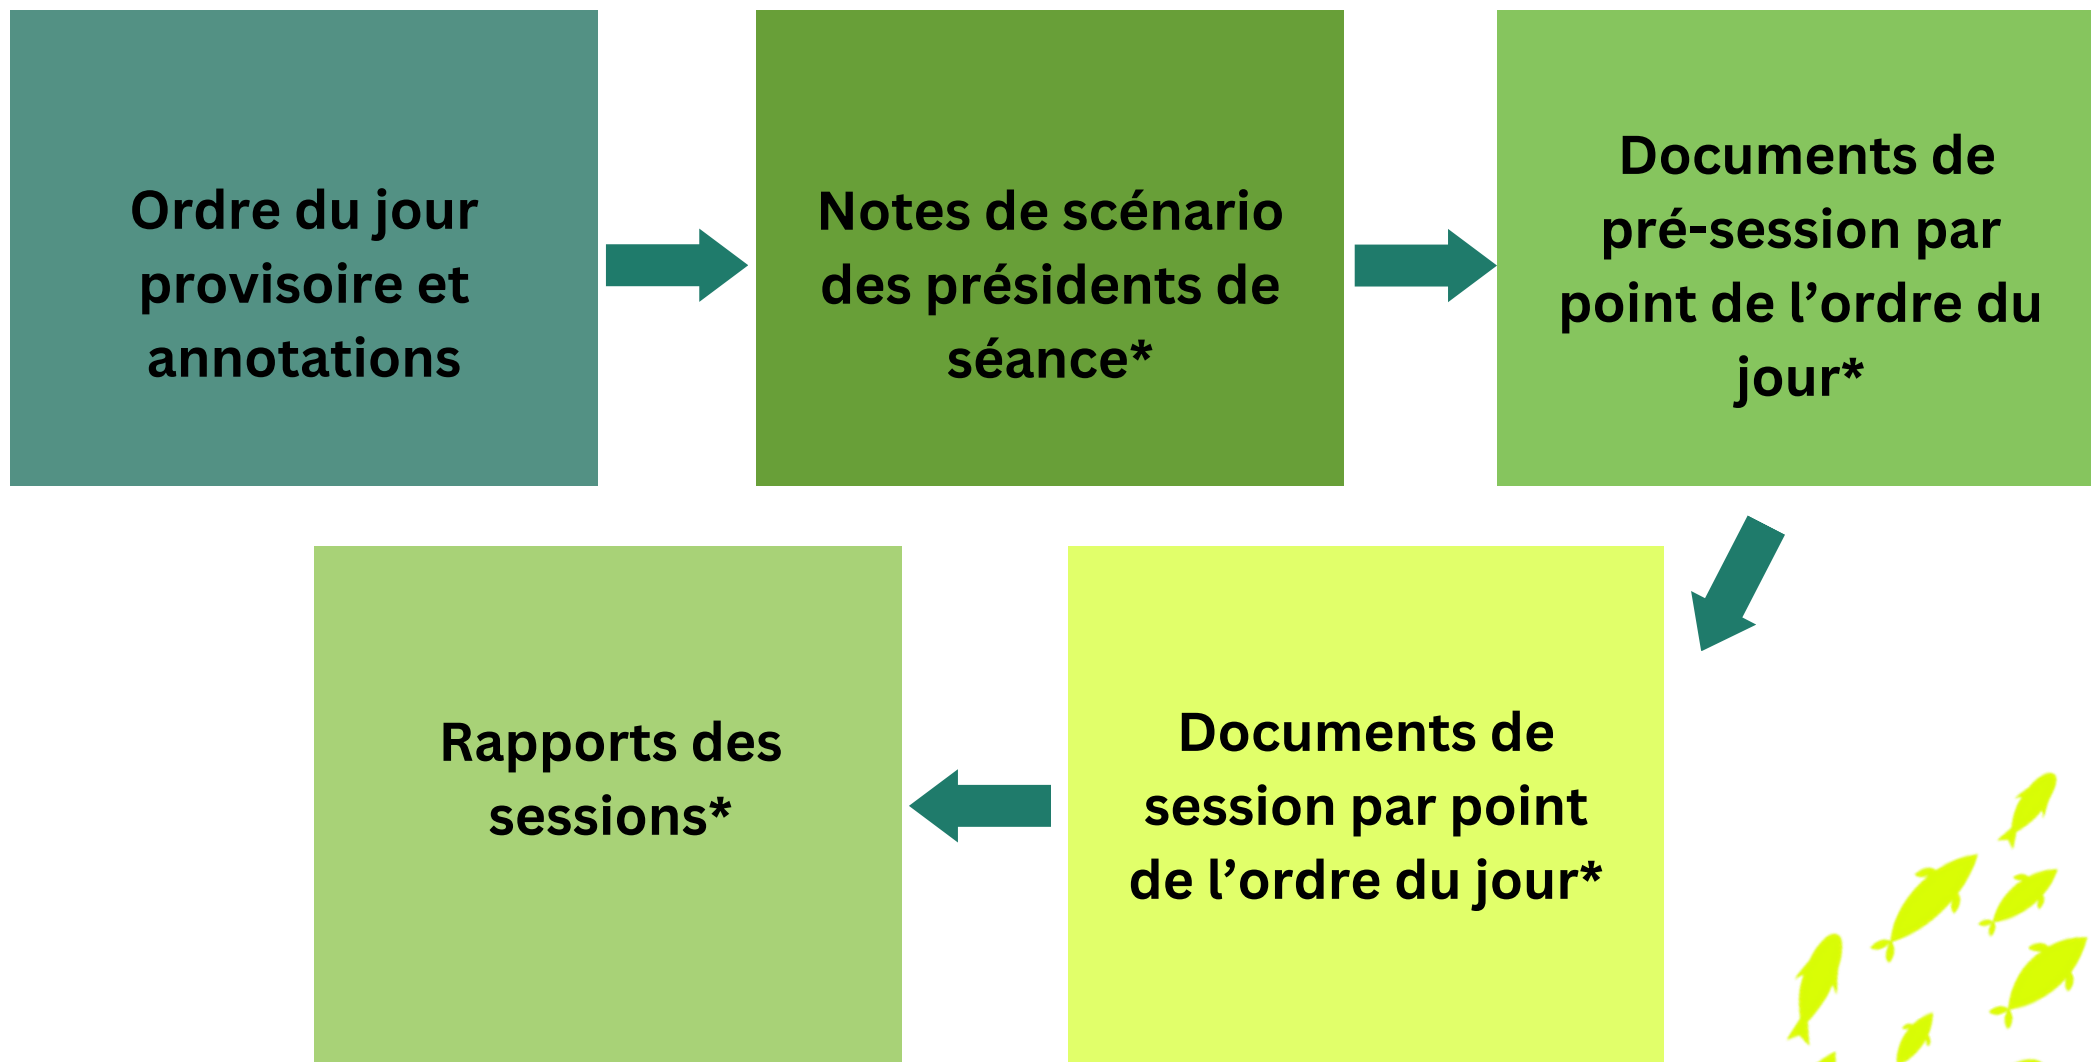 Ordre du jour
provisoire et
annotations
Notes de scénario
des présidents de
séance*
Documents de
pré-session par
point de l’ordre du
jour*
Documents de
session par point
de l’ordre du jour*
Rapports des
sessions*